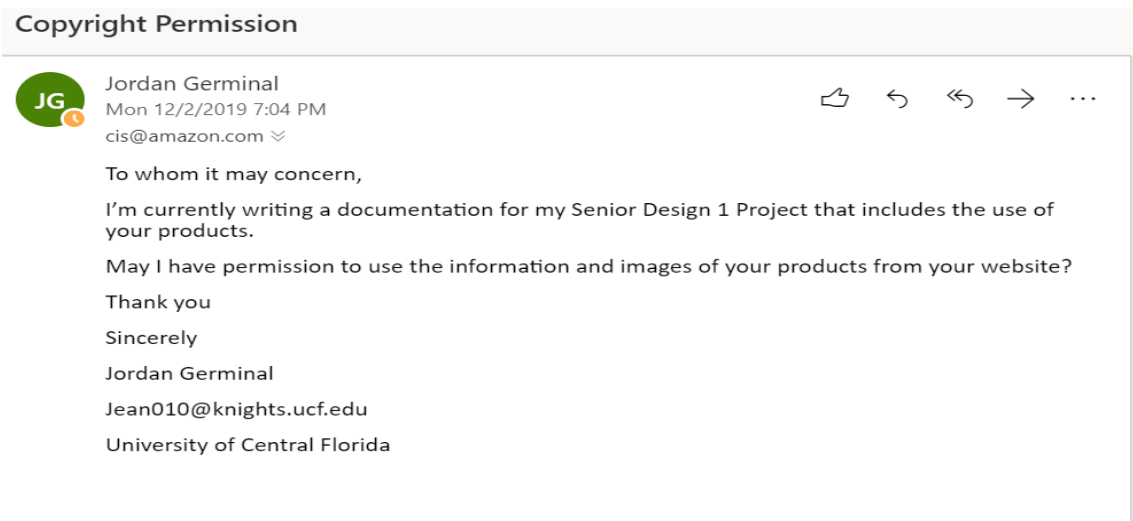 Copyright Permission
JG
Jordan Germinal
Mon 12/2/2019 7:04 PM
cis@amazon.com
To whom it may concern,
I’m currently writing a documentation for my Senior Design 1 Project that includes the use of
your products.
May I have permission to use the information and images of your products from your website?
Thank you
Sincerely
Jordan Germinal
Jean010@knights.ucf.edu
University of Central Florida